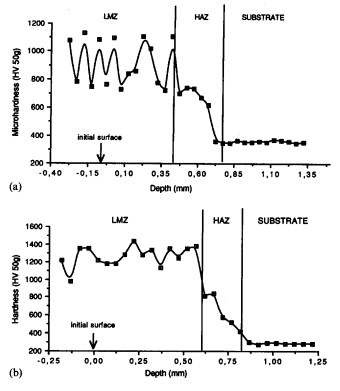 LMZ HAZ SUBSTRATE
1200
1000
800
600
400
200
Microhardness (HV 50g)
initial surface
-0,40 -0,15 0,10 0,35 0,60 0,85 1,10 1,35
Depth (mm)
(a)
LMZ HAZ SUBSTRATE
1600
1400
1200
1000
800
600
400
200
Hardness (HV 50g)
initial surface
-0,25 0,00 0,25 0,50 0,75 1,00 1,25
Depth (mm)
(b)